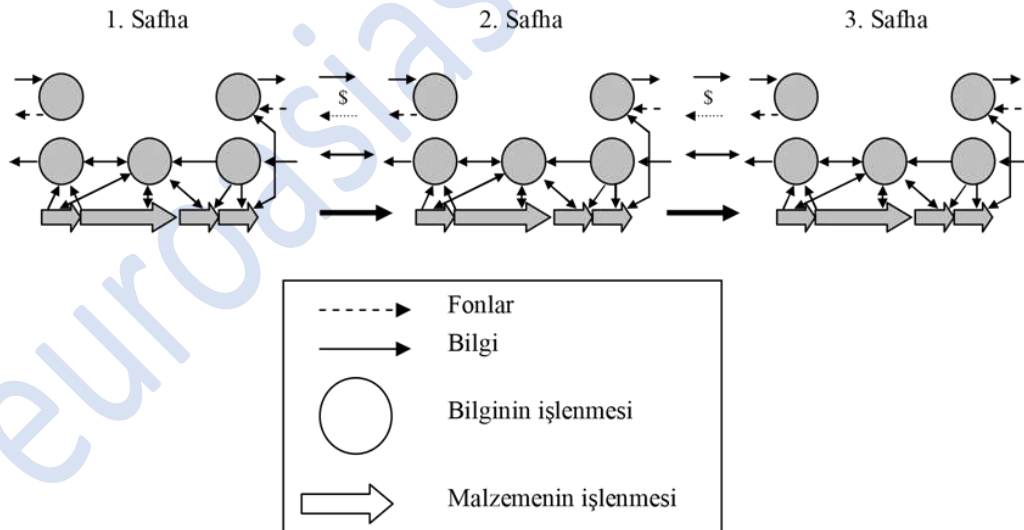 1. Safha
2. Safha
3. Safha
$
$
Fonlar
Bilgi
Bilginin işlenmesi
Malzemenin işlenmesi
euroasias